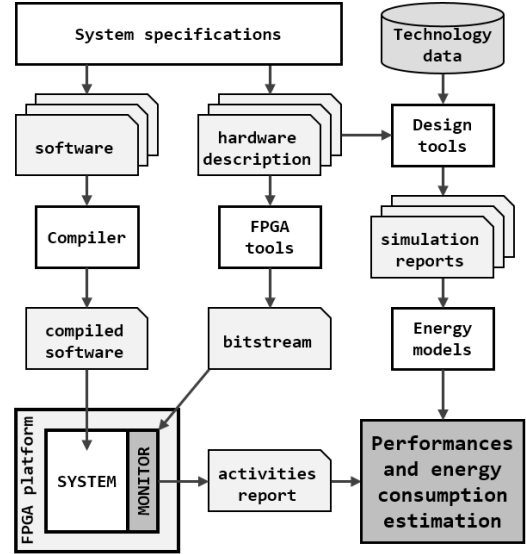 System specifications
Technology
data
software
hardware
description
Design
tools
Compiler
FPGA
tools
simulation
reports
compiled
software
bitstream
Energy
models
FPGA platform
SYSTEM
MONITOR
activities
report
Performances
and energy
consumption
estimation